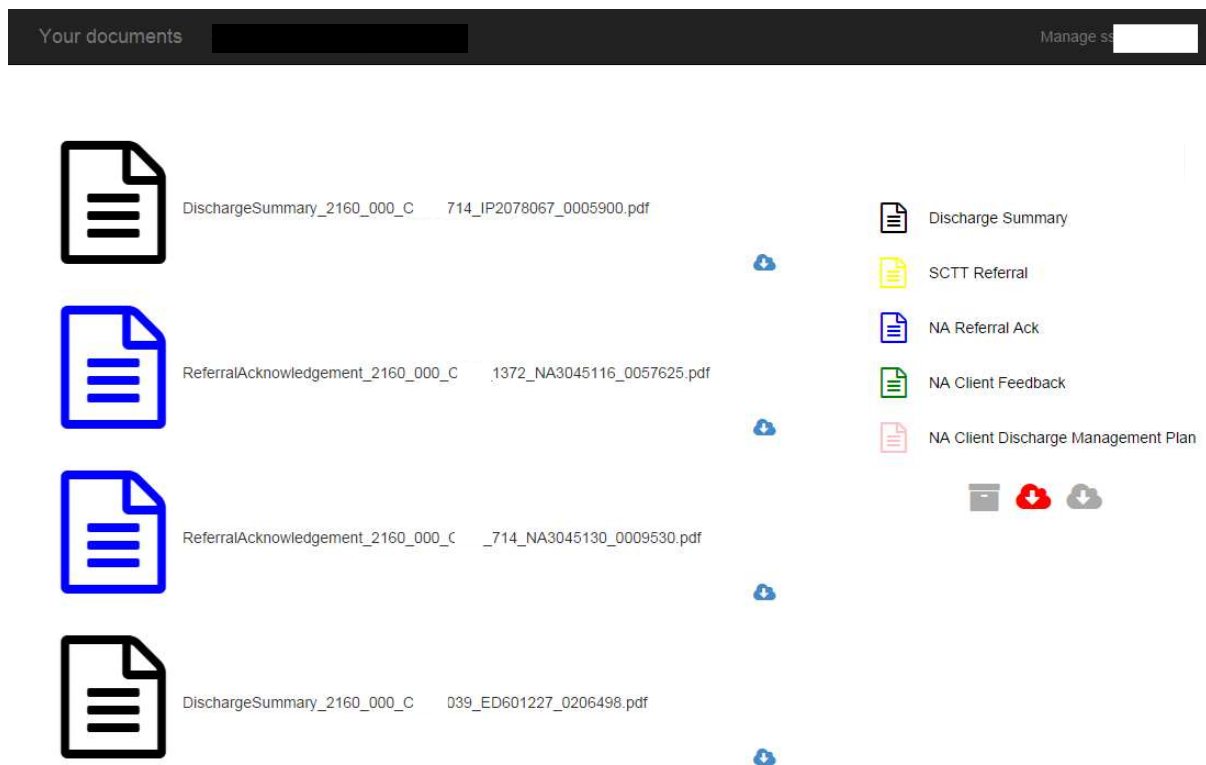 Your documents
Manage ss
DischargeSummary_2160_000_C 714_IP2078067_0005900.pdf
ReferralAcknowledgement_2160_000_C 1372_NA3045116_0057625.pdf
ReferralAcknowledgement_2160_000_C _714_NA3045130_0009530.pdf
DischargeSummary_2160_000_C 039_ED601227_0206498.pdf
Discharge Summary
SCTT Referral
NA Referral Ack
NA Client Feedback
NA Client Discharge Management Plan